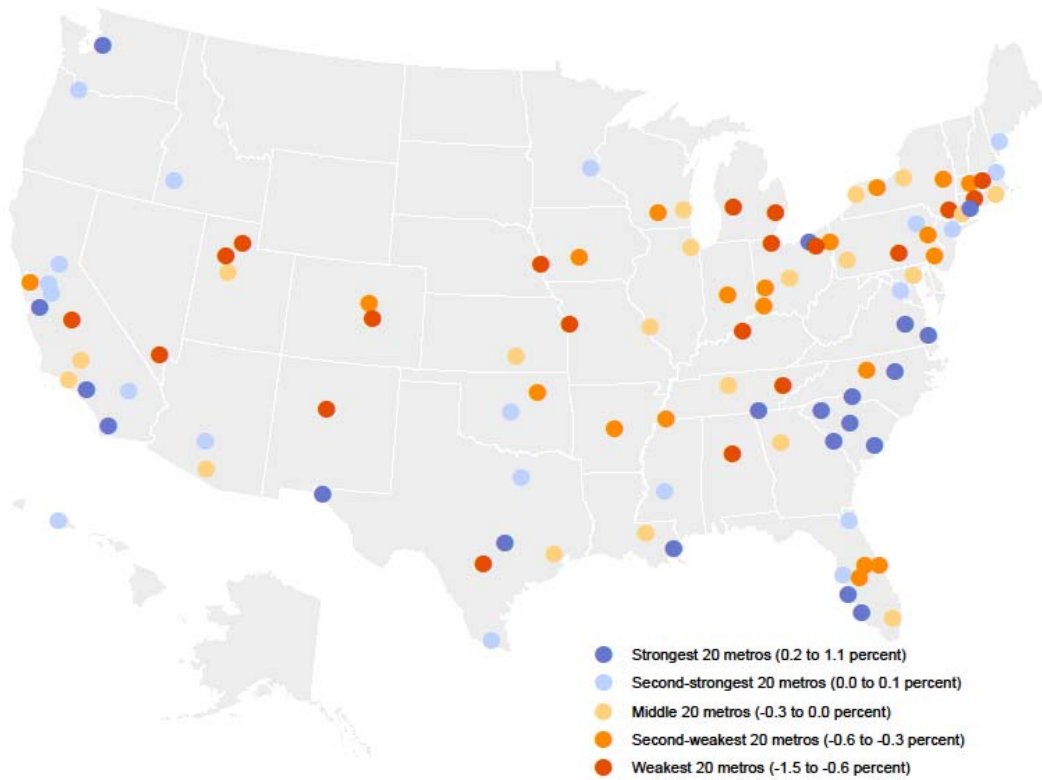 Strongest 20 metros (0.2 to 1.1 percent)
Second-strongest 20 metros (0.0 to 0.1 percent)
Middle 20 metros (-0.3 to 0.0 percent)
Second-weakest 20 metros (-0.6 to -0.3 percent)
Weakest 20 metros (-1.5 to -0.6 percent)